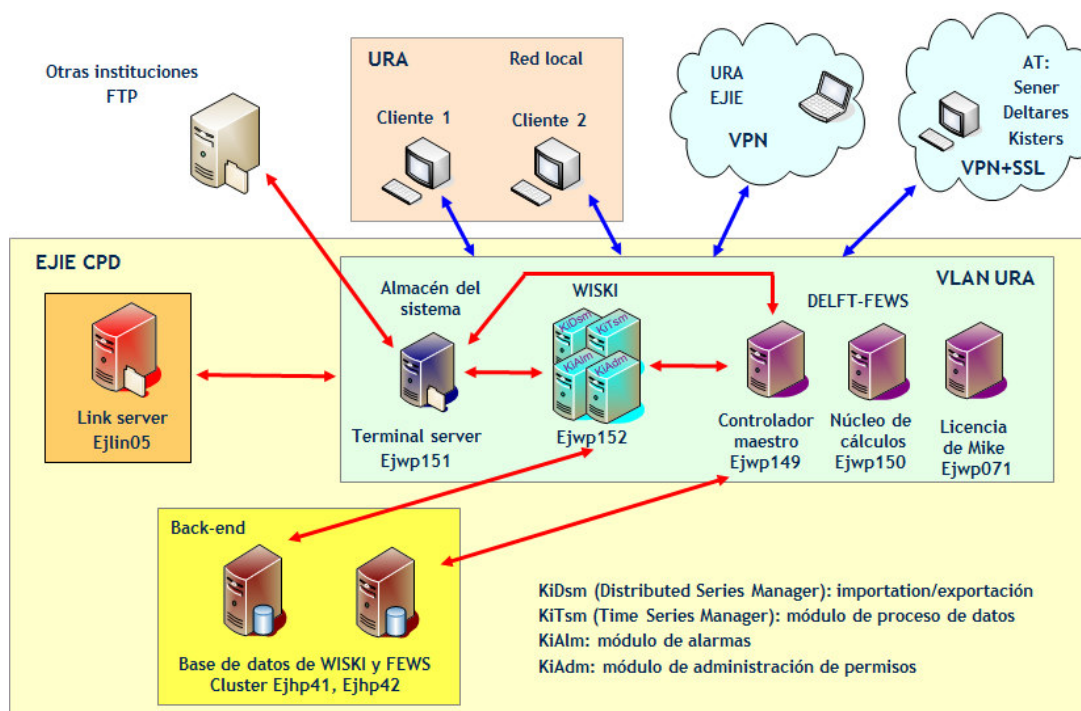 Otras instituciones
FTP
URA
Red local
Cliente 1
Cliente 2
URA
EJIE
VPN
AT:
Sener
Deltares
Kisters
VPN+SSL
EJIE CPD
VLAN URA
Link server
Ejlin05
Almacén del
sistema
Terminal server
Ejwp151
WISKI
KiDsm
KiTsm
KiAlm
KiAdm
Ejwp152
DELFT-FEWS
Controlador
maestro
Ejwp149
Núcleo de
cálculos
Ejwp150
Licencia
de Mike
Ejwp071
Back-end
Base de datos de WISKI y FEWS
Cluster Ejhp41, Ejhp42
KiDsm (Distributed Series Manager): importation/exportación
KiTsm (Time Series Manager): módulo de proceso de datos
KiAlm: módulo de alarmas
KiAdm: módulo de administración de permisos